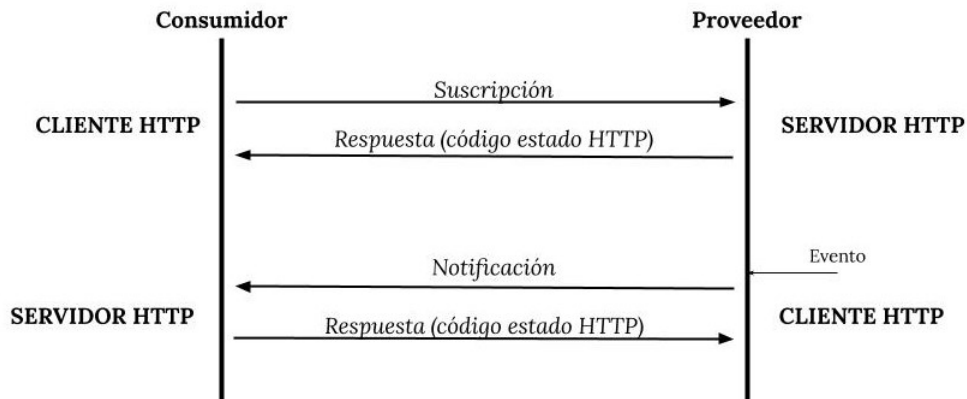 Consumidor
Proveedor
Suscripción
CLIENTE HTTP
SERVIDOR HTTP
Respuesta (código estado HTTP)
Evento
Notificación
SERVIDOR HTTP
CLIENTE HTTP
Respuesta (código estado HTTP)